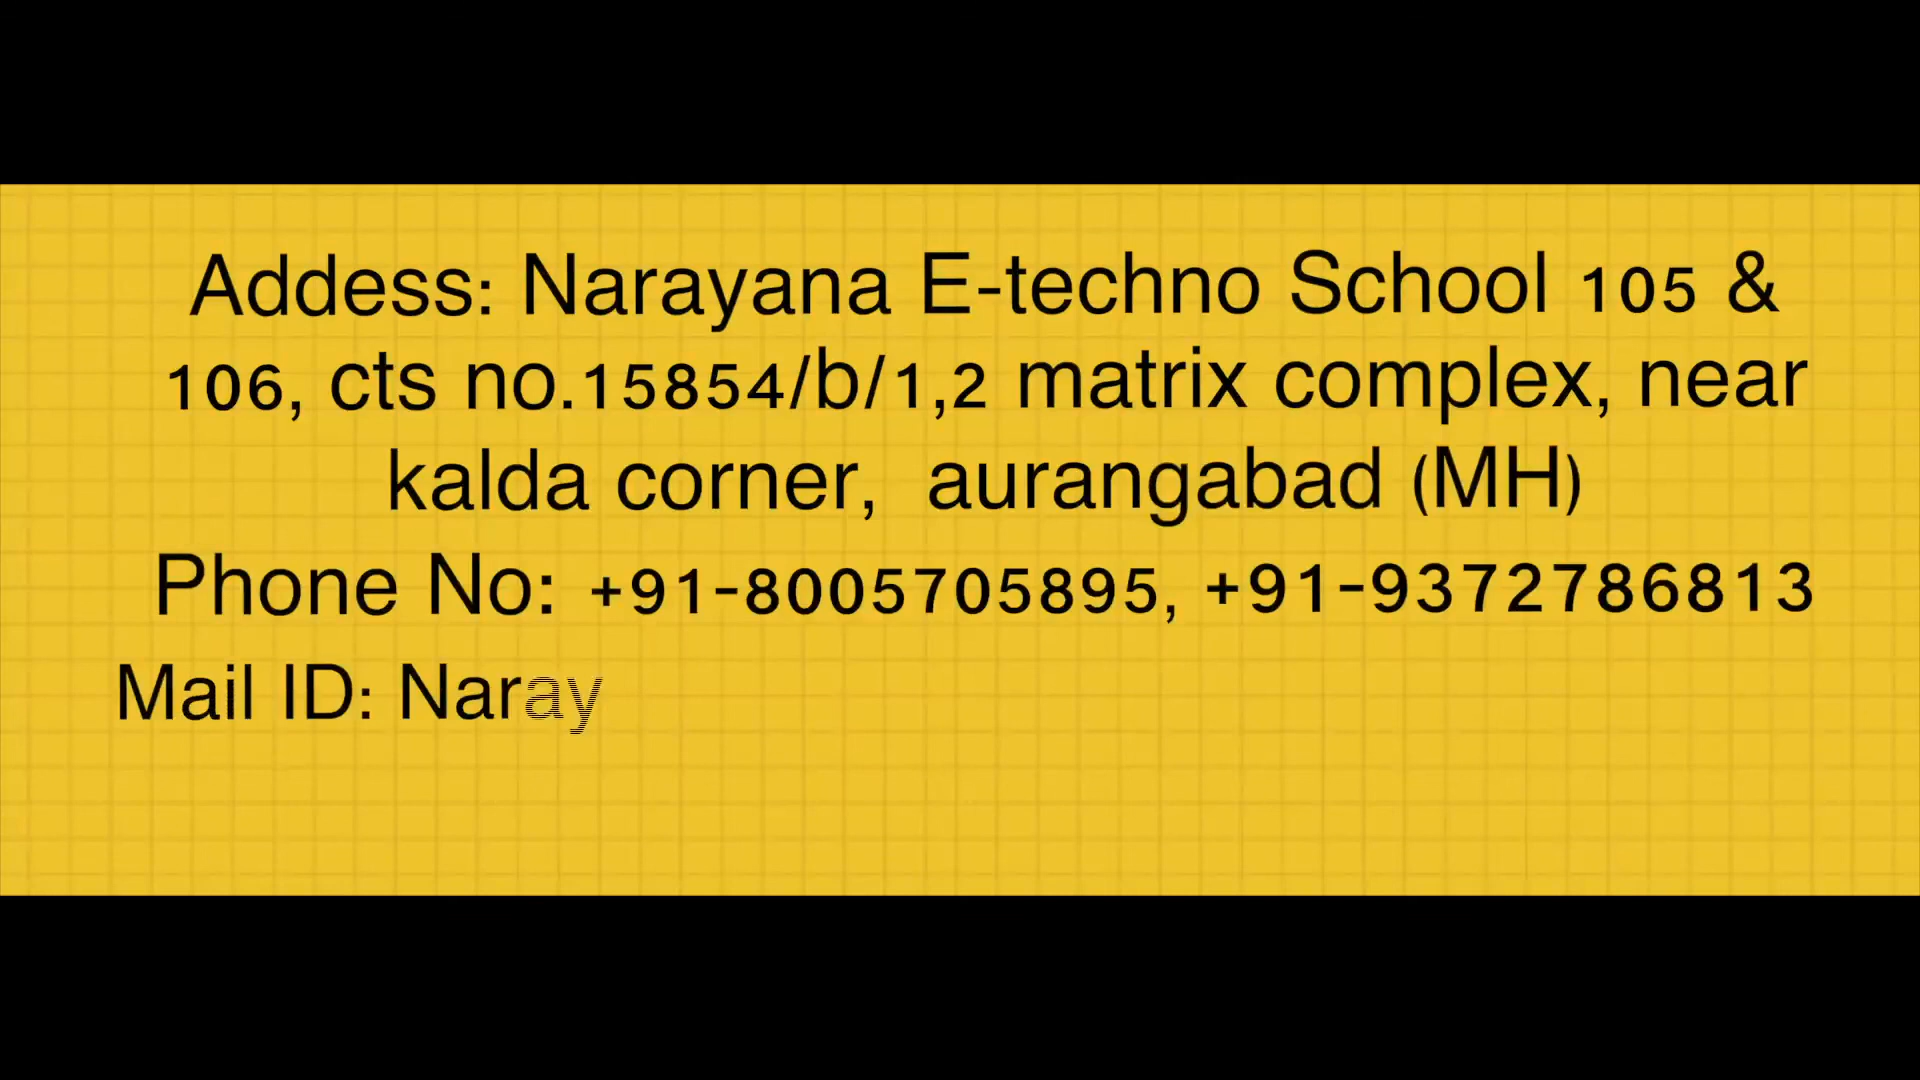 Addess: Narayana E-techno School 105 &
106, cts no.15854/b/1,2 matrix complex, near
kalda corner, aurangabad (MH)
Phone No: +91-8005705895, +91-9372786813
Mail ID: Naray